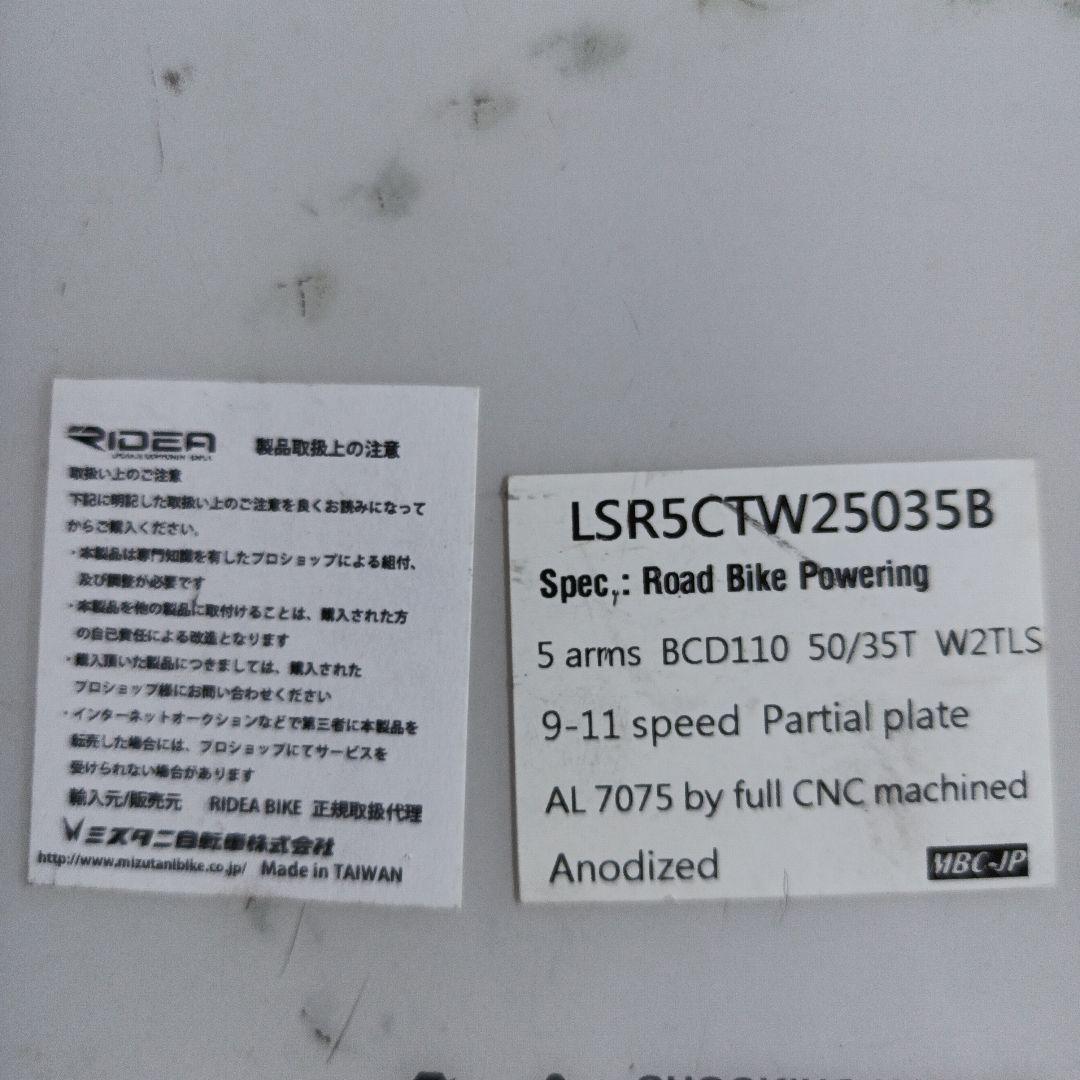 RIDEA 製品取扱上の注意
取扱い上のご注意
下記に明記した取扱い上のご注意を良くお読みになって
からご購入ください。
・本製品は専門知識を有したプロショップによる組付、
及び調整が必要です
・本製品を他の製品に取付けることは、購入された方
の自己責任による改造となります
・購入頂いた製品につきましては、購入された
プロショップ様にお問い合わせください
・インターネットオークションなどで第三者に本製品を
転売した場合には、プロショップにてサービスを
受けられない場合があります
輸入元/販売元 RIDEA BIKE 正規取扱代理
ミズタニ自転車株式会社
http://www.mizutanibike.co.jp/ Made in TAIWAN
LSR5CTW25035B
Spec,: Road Bike Powering
5 arms BCD110 50/35T W2TLS
9-11 speed Partial plate
AL 7075 by full CNC machined
Anodized MBC-JP